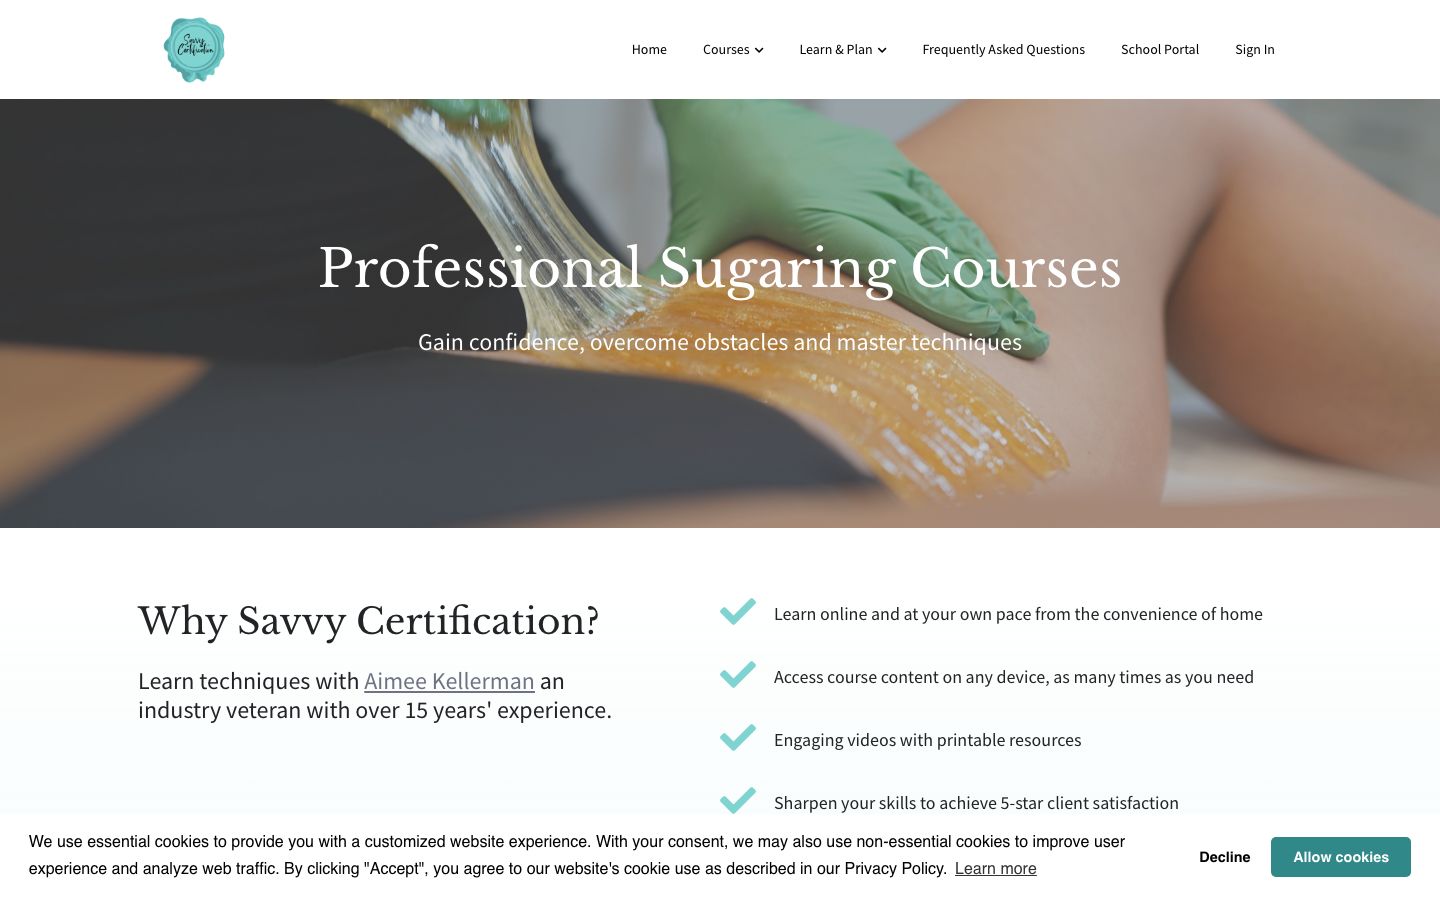 Savvy
Certification
Home
Courses
Learn & Plan
Frequently Asked Questions
School Portal
Sign In
Professional Sugaring Courses
Gain confidence, overcome obstacles and master techniques
Why Savvy Certification?
Learn techniques with Aimee Kellerman an
industry veteran with over 15 years' experience.
Learn online and at your own pace from the convenience of home
Access course content on any device, as many times as you need
Engaging videos with printable resources
Sharpen your skills to achieve 5-star client satisfaction
We use essential cookies to provide you with a customized website experience. With your consent, we may also use non-essential cookies to improve user
experience and analyze web traffic. By clicking "Accept", you agree to our website's cookie use as described in our Privacy Policy. Learn more
Decline
Allow cookies